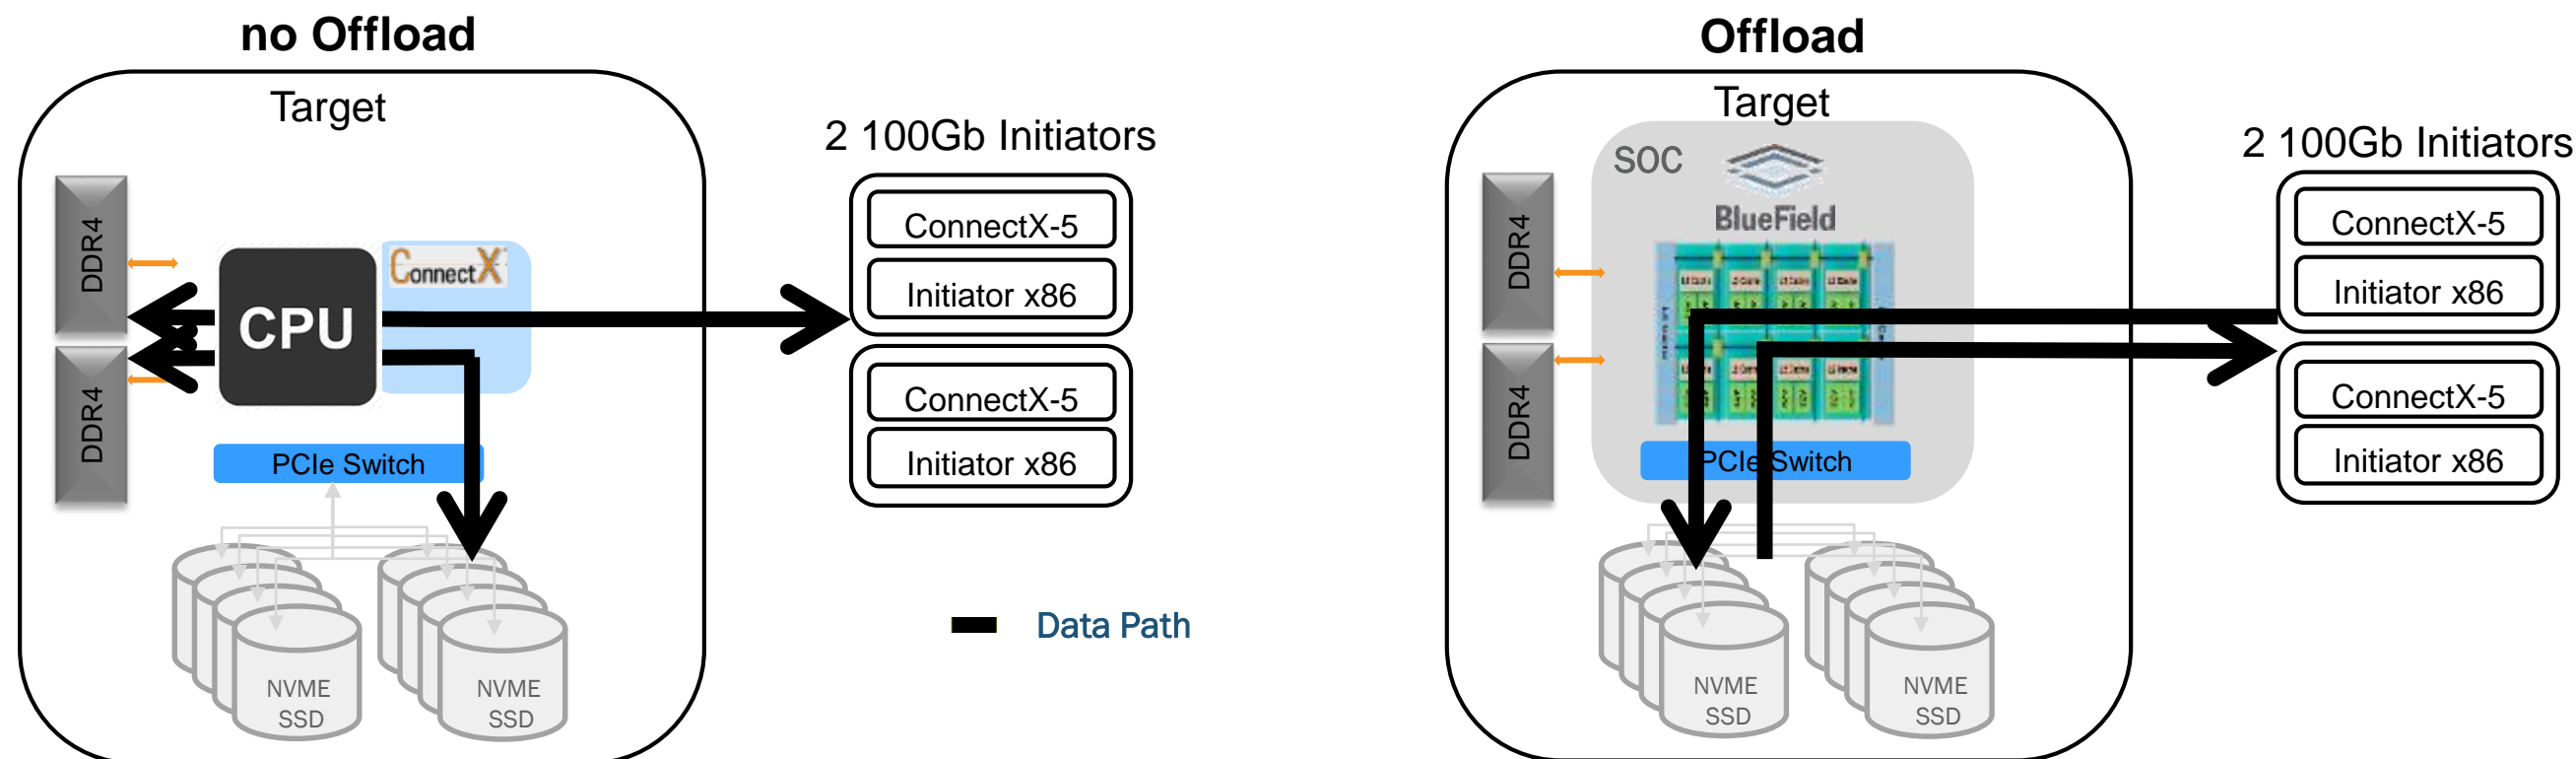 no Offload
Target
DDR4
DDR4
CPU
ConnectX
PCIe Switch
NVME
SSD
NVME
SSD
2 100Gb Initiators
ConnectX-5
Initiator x86
ConnectX-5
Initiator x86
Data Path
Offload
Target
SOC
BlueField
DDR4
DDR4
PCIe Switch
NVME
SSD
NVME
SSD
2 100Gb Initiators
ConnectX-5
Initiator x86
ConnectX-5
Initiator x86